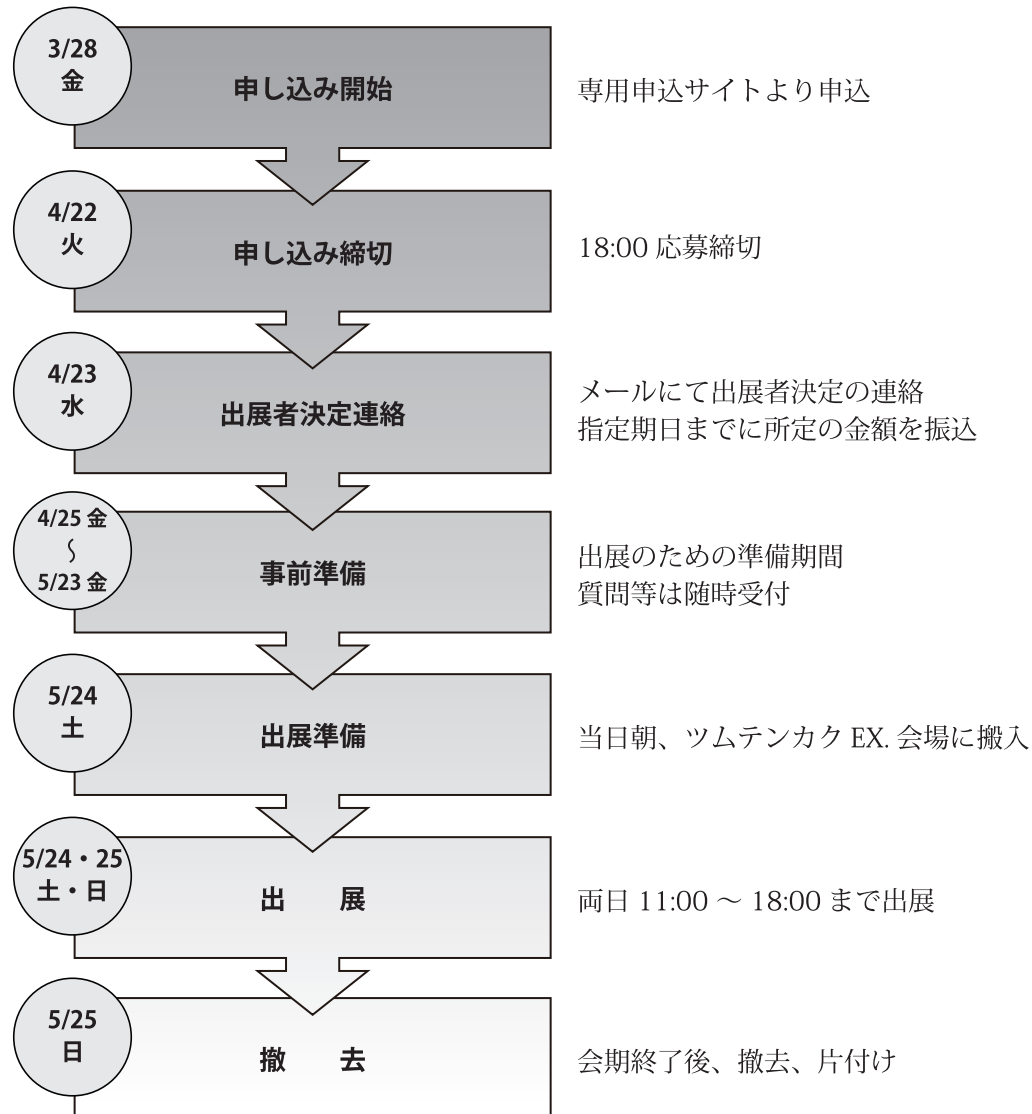 3/28
金
申し込み開始
専用申込サイトより申込
4/22
火
申し込み締切
18:00 応募締切
4/23
水
出展者決定連絡
メールにて出展者決定の連絡
指定期日までに所定の金額を振込
4/25 金
〜
5/23 金
事前準備
出展のための準備期間
質問等は随時受付
5/24
土
出展準備
当日朝、ツムテンカク EX. 会場に搬入
5/24・25
土・日
出　　展
両日 11:00 〜 18:00 まで出展
5/25
日
撤　　去
会期終了後、撤去、片付け